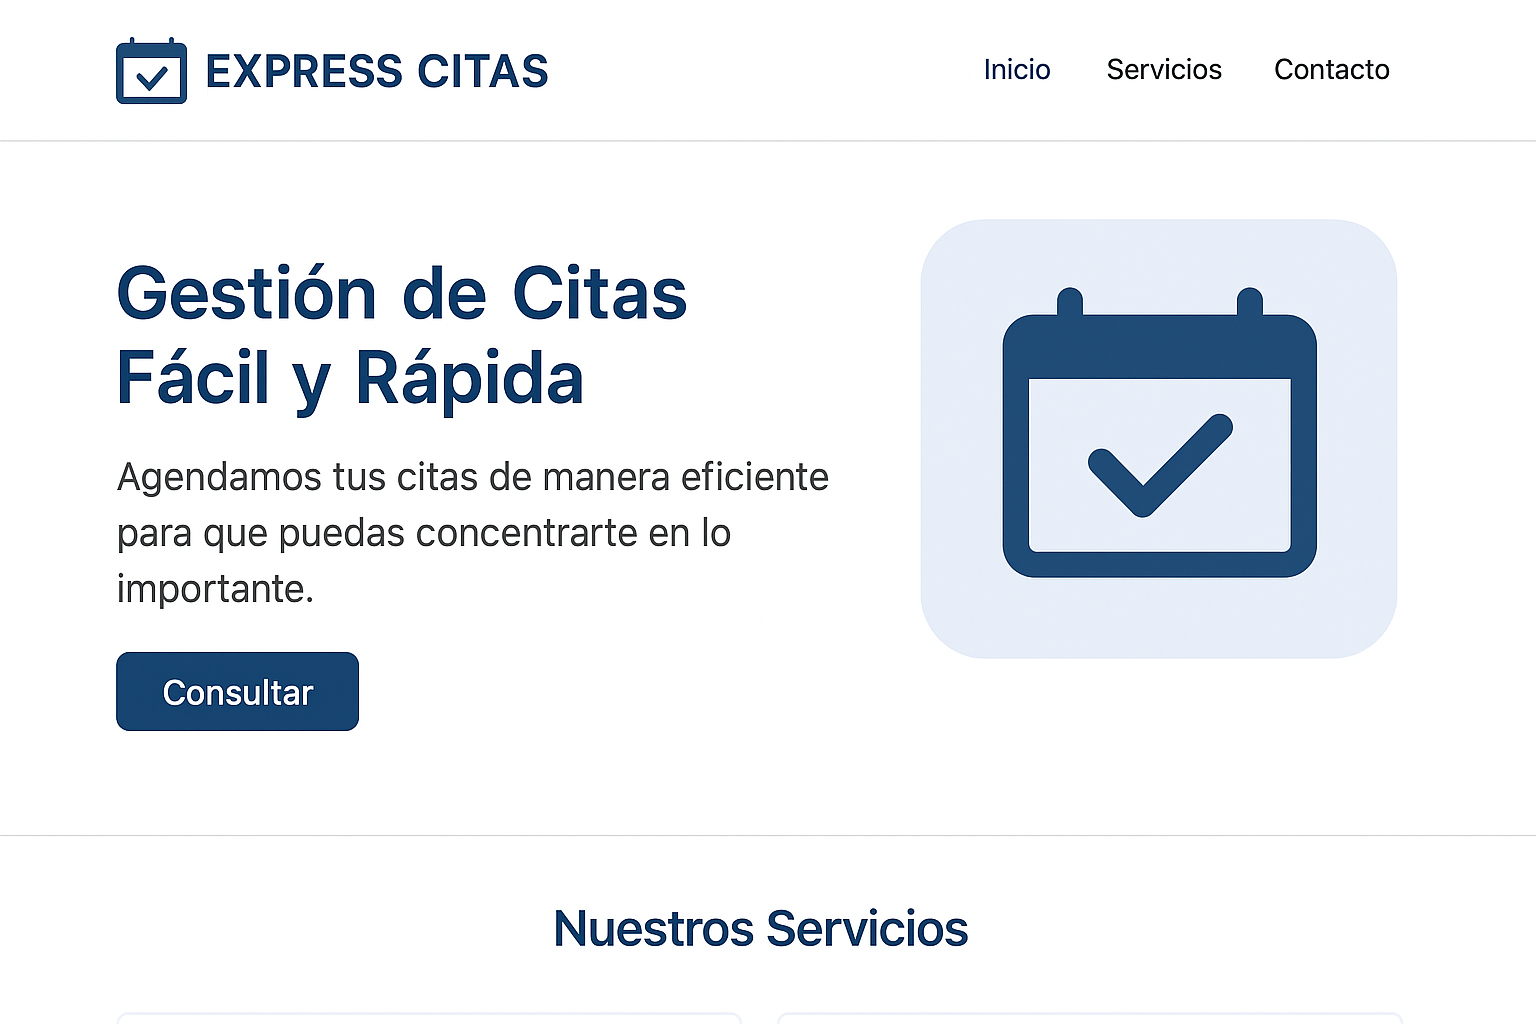 EXPRESS CITAS
Inicio Servicios Contacto
Gestión de Citas
Fácil y Rápida
Agendamos tus citas de manera eficiente
para que puedas concentrarte en lo
importante.
Consultar
Nuestros Servicios